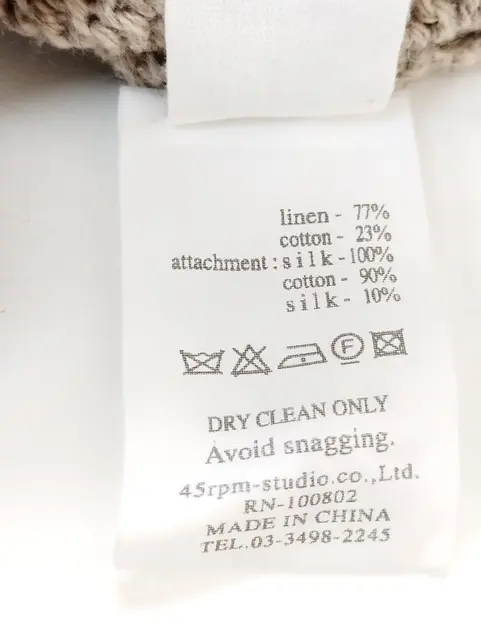 linen - 77%
cotton - 23%
attachment : silk -100%
cotton - 90%
silk - 10%
F
DRY CLEAN ONLY
Avoid snagging.
45rpm-studio.co.,Ltd.
RN-100802
MADE IN CHINA
TEL.03-3498-2245